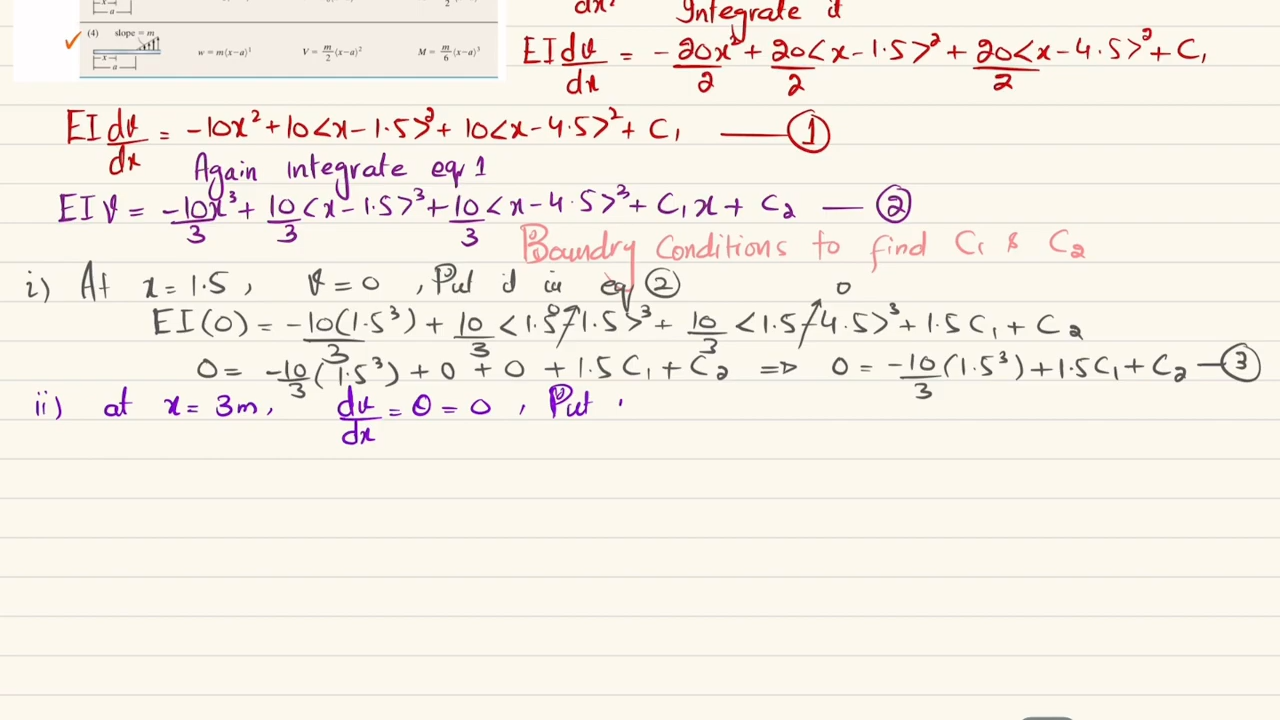 dx² Integrate it
(4) slope = m
w = m⟨x−a⟩¹ V = m/2 ⟨x−a⟩² M = m/6 ⟨x−a⟩³
EI dv/dx = -20x²/2 + 20/2 <x-1.5>² + 20/2 <x-4.5>² + C₁
EI dv/dx = -10x² + 10<x-1.5>² + 10<x-4.5>² + C₁ — ①
Again integrate eq 1
EIv = -10x³/3 + 10/3 <x-1.5>³ + 10/3 <x-4.5>³ + C₁x + C₂ — ②
Boundry Conditions to find C₁ & C₂
i) At x = 1.5, v = 0, Put it in eq ②
EI(0) = -10(1.5³)/3 + 10/3 <1.5-1.5>³ 0 + 10/3 <1.5-4.5>³ 0 + 1.5C₁ + C₂
0 = -10/3 (1.5³) + 0 + 0 + 1.5C₁ + C₂ ⇒ 0 = -10/3 (1.5³) + 1.5C₁ + C₂ — ③
ii) at x = 3m, dv/dx = θ = 0, Put